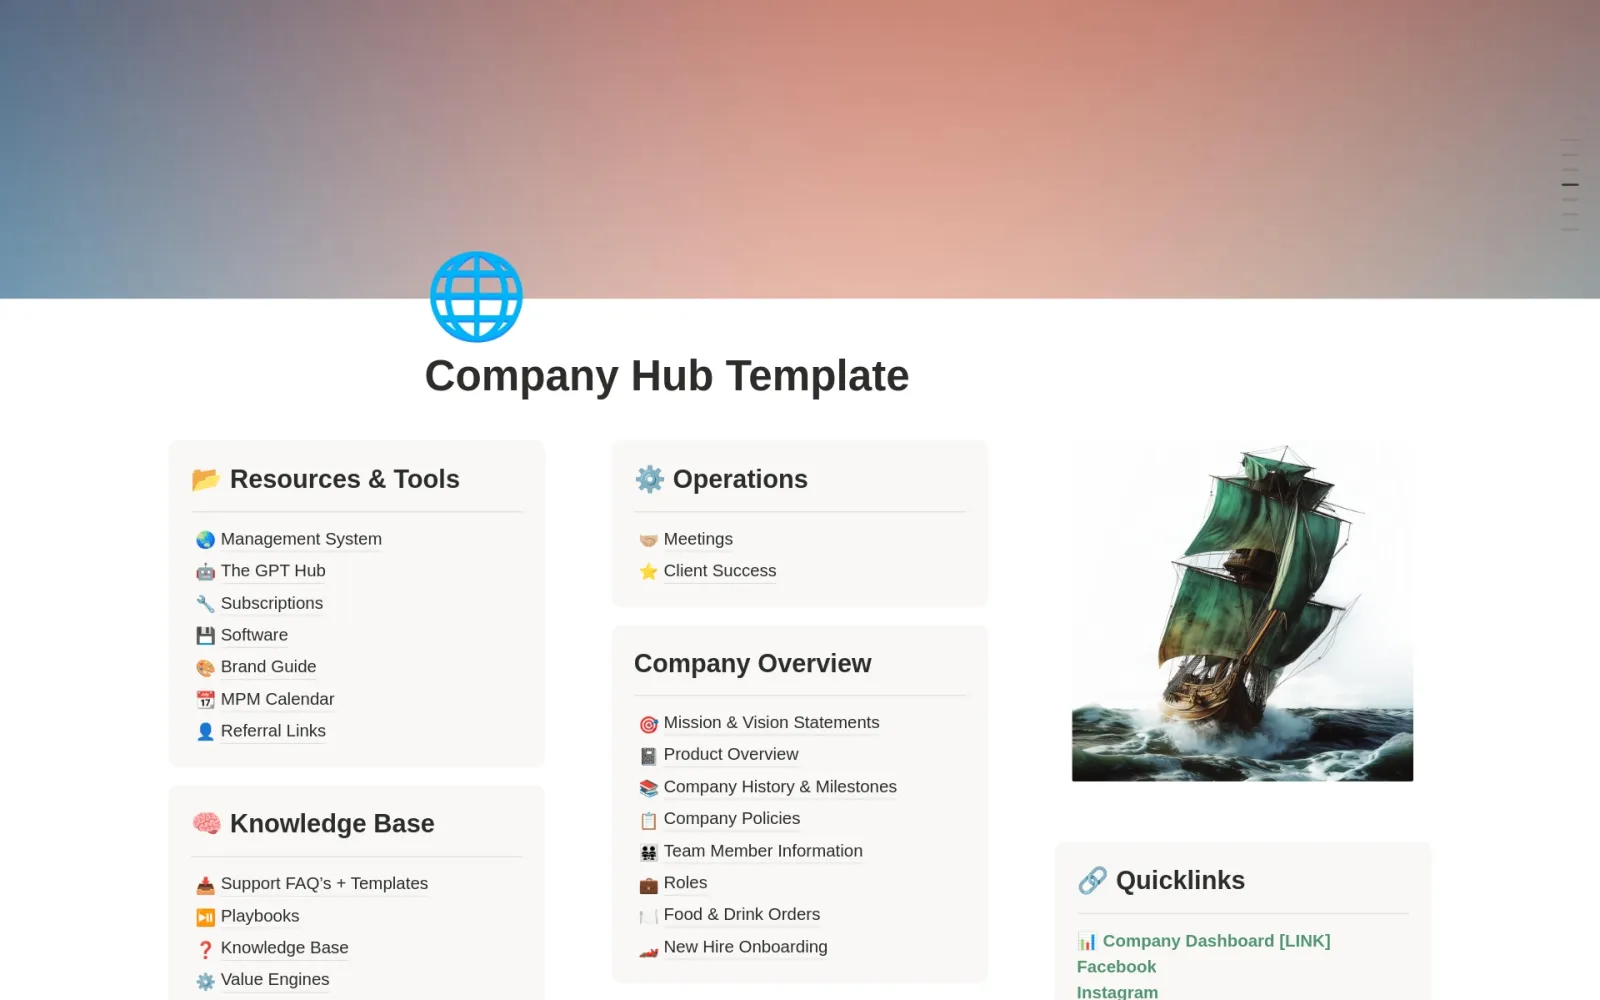 Company Hub Template
📂 Resources & Tools
Management System
The GPT Hub
Subscriptions
Software
Brand Guide
MPM Calendar
Referral Links
🧠 Knowledge Base
Support FAQ's + Templates
Playbooks
Knowledge Base
Value Engines
⚙️ Operations
Meetings
Client Success
Company Overview
Mission & Vision Statements
Product Overview
Company History & Milestones
Company Policies
Team Member Information
Roles
Food & Drink Orders
New Hire Onboarding
🔗 Quicklinks
📊 Company Dashboard [LINK]
Facebook
Instagram